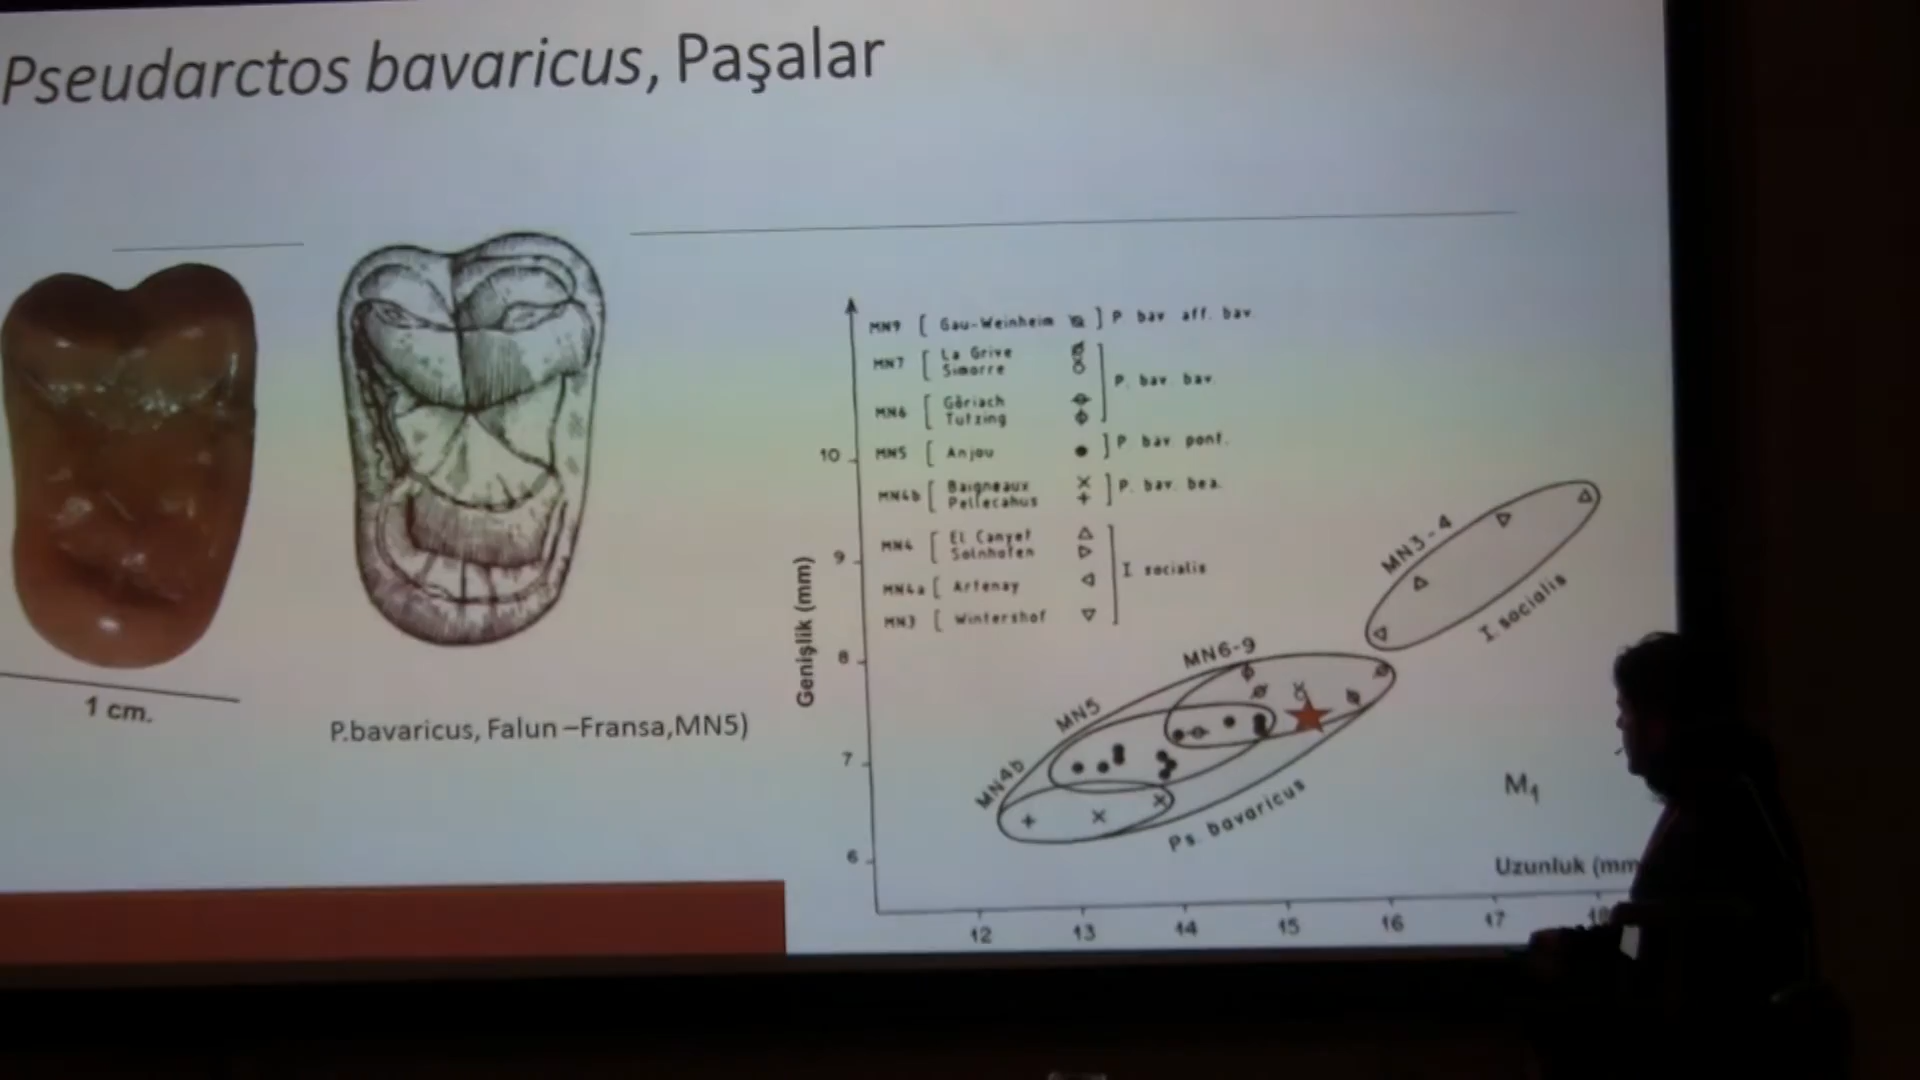 Pseudarctos bavaricus, Paşalar
1 cm.
P.bavaricus, Falun –Fransa,MN5)
MN9 [ Gau-Weinheim ] P bav aff. bav.
MN7 [ La Grive
Simorre
P. bav bav.
MN6 [ Göriach
Tutzing
MN5 [ Anjou ] P bav pont.
MN4b [ Baigneaux
Pellecahus ] P. bav. bea.
MN4 [ El Canyet
Solnhofen
I socialis
MN4a [ Artenay
MN3 [ Wintershof
10
9
8
7
6
Genişlik (mm)
MN3-4
I. socialis
MN6-9
MN5
MN4b
Ps. bavaricus
M1
Uzunluk (mm
12 13 14 15 16 17 18